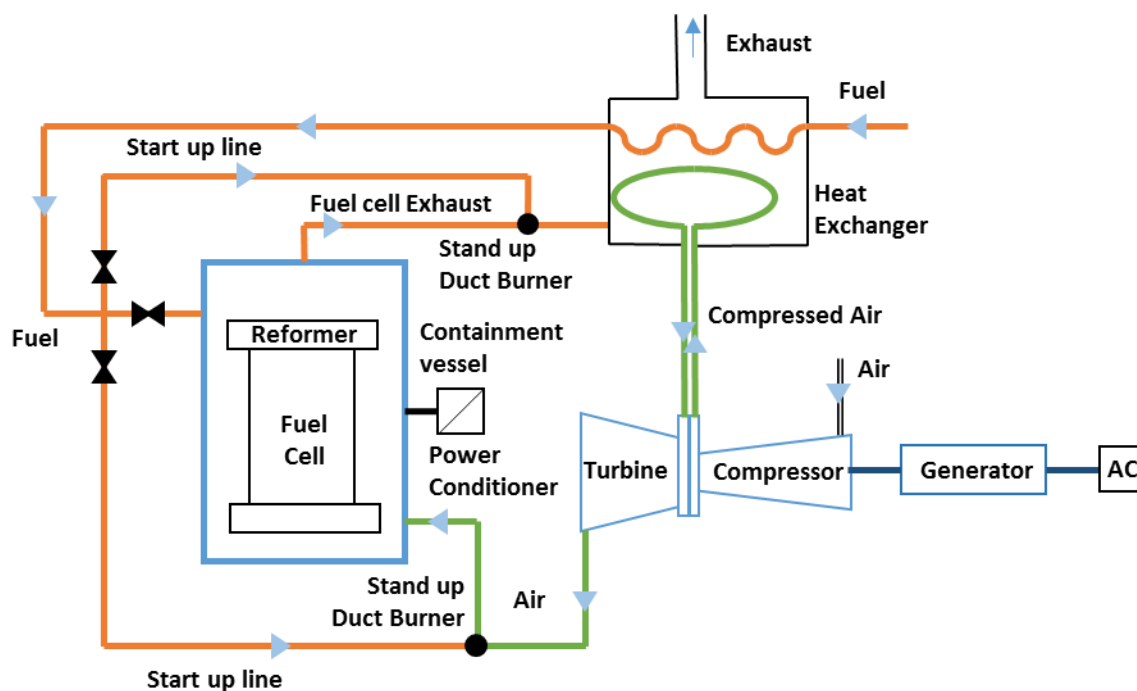 Exhaust
Fuel
Start up line
Fuel cell Exhaust
Heat
Exchanger
Stand up
Duct Burner
Compressed Air
Fuel
Reformer
Containment
vessel
Air
Fuel
Cell
Power
Conditioner
Turbine
Compressor
Generator
AC
Stand up
Duct Burner
Air
Start up line